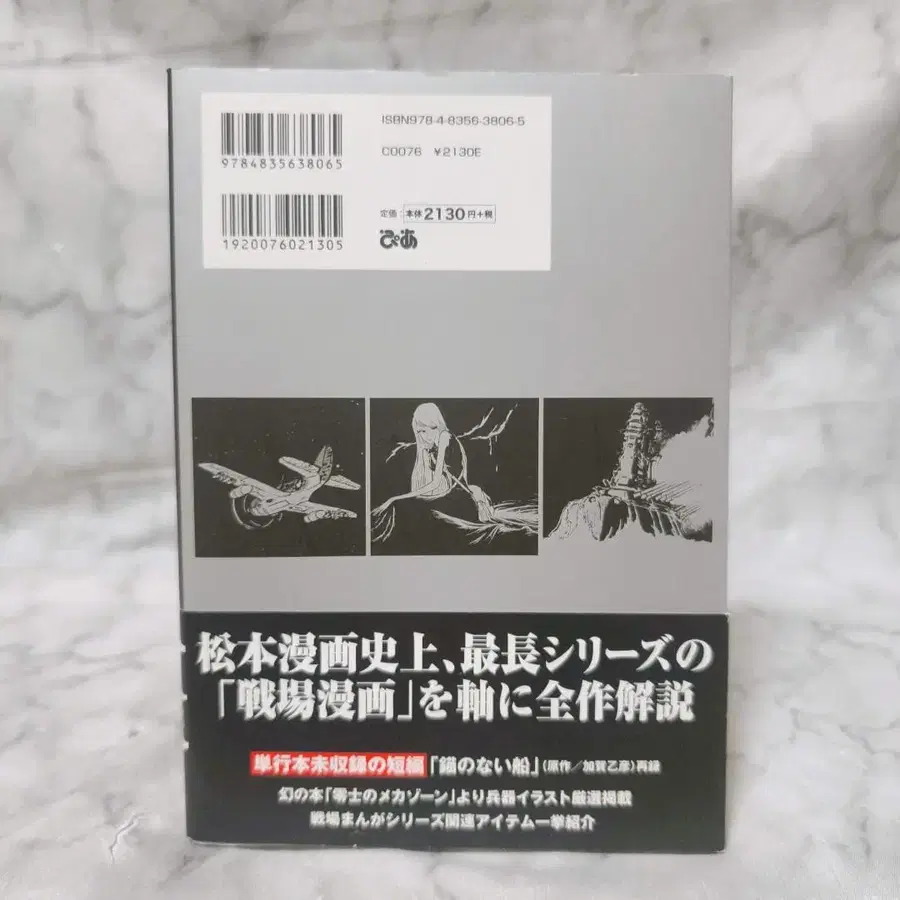 ISBN978-4-8356-3806-5
C0076 ¥2130E
9784835638065
定価：本体2130円+税
1920076021305
ぴあ
松本漫画史上、最長シリーズの
「戦場漫画」を軸に全作解説
単行本未収録の短編「錨のない船」(原作／加賀乙彦)再録
幻の本「零士のメカゾーン」より兵器イラスト厳選掲載
戦場まんがシリーズ関連アイテム一挙紹介